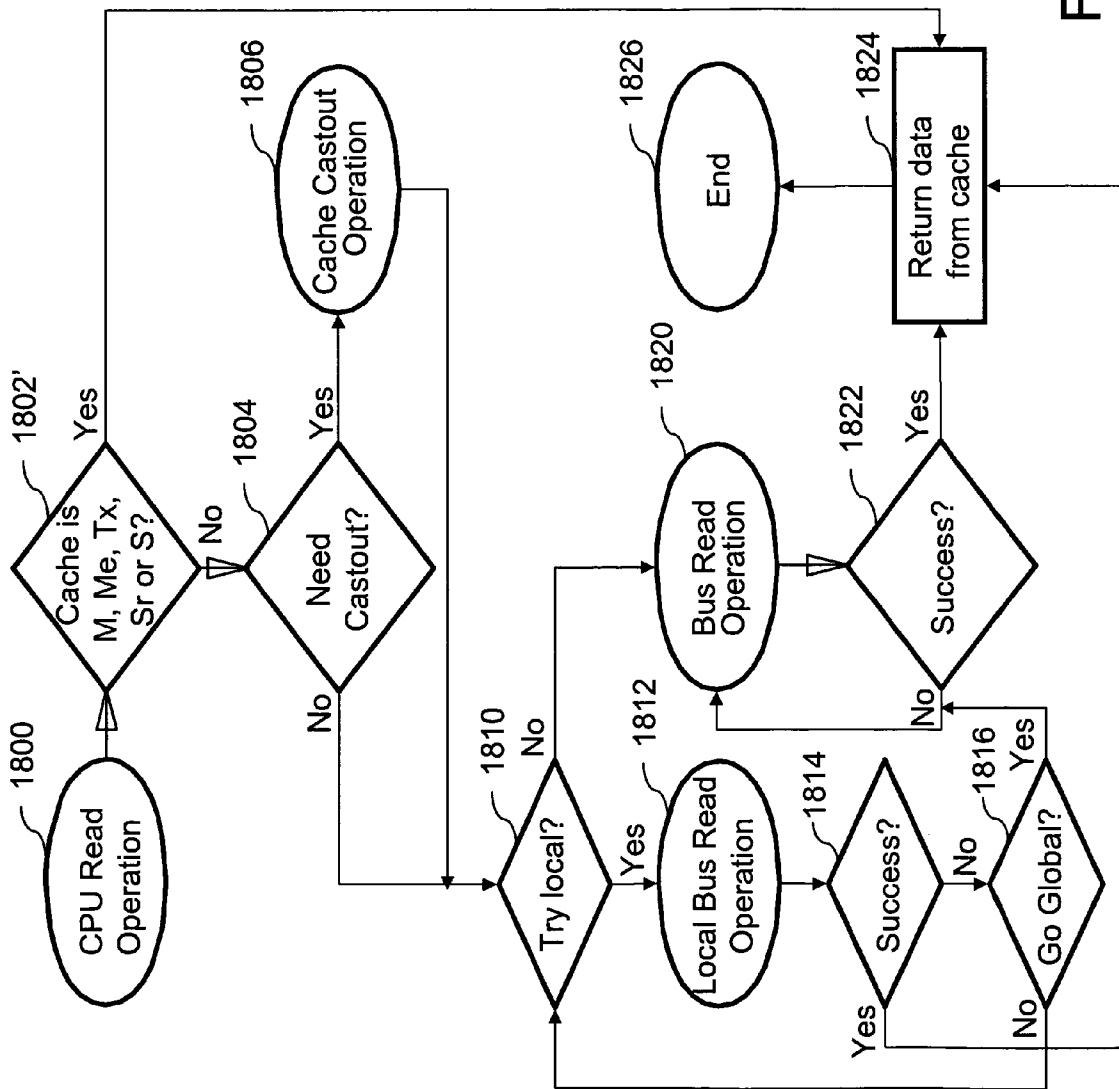 1800
CPU Read
Operation
1802'
Cache is
M, Me, Tx,
Sr or S?
Yes
No
1804
Need
Castout?
Yes
No
1806
Cache Castout
Operation
1810
Try local?
No
Yes
1812
Local Bus Read
Operation
1814
Success?
Yes
No
1816
Go Global?
Yes
No
1820
Bus Read
Operation
1822
Success?
No
Yes
1824
Return data
from cache
1826
End
F